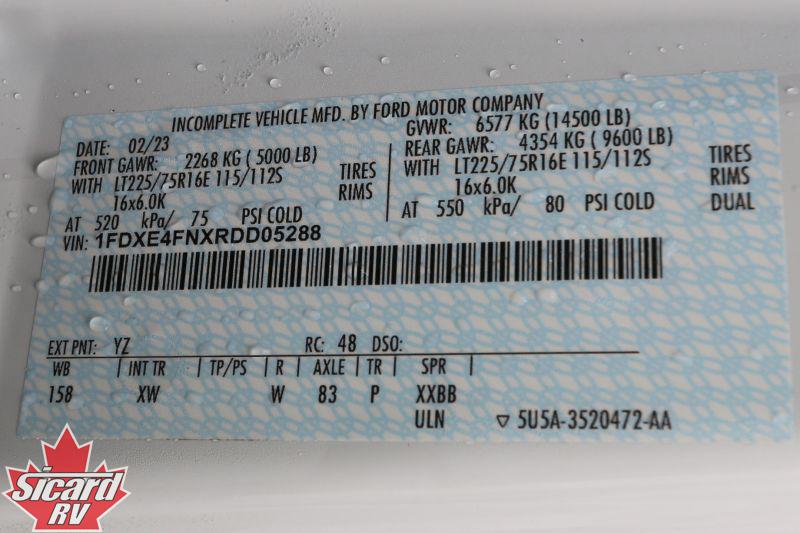 INCOMPLETE VEHICLE MFD. BY FORD MOTOR COMPANY
DATE: 02/23
GVWR: 6577 KG (14500 LB)
FRONT GAWR: 2268 KG ( 5000 LB)
WITH LT225/75R16E 115/112S TIRES
16x6.0K RIMS
AT 520 kPa/ 75 PSI COLD
REAR GAWR: 4354 KG ( 9600 LB)
WITH LT225/75R16E 115/112S TIRES
16x6.0K RIMS
AT 550 kPa/ 80 PSI COLD DUAL
VIN: 1FDXE4FNXRDD05288
EXT PNT: YZ RC: 48 DSO:
WB | INT TR | TP/PS | R | AXLE | TR | SPR |
158 XW W 83 P XXBB
ULN ▽ 5U5A-3520472-AA
Sicard
RV